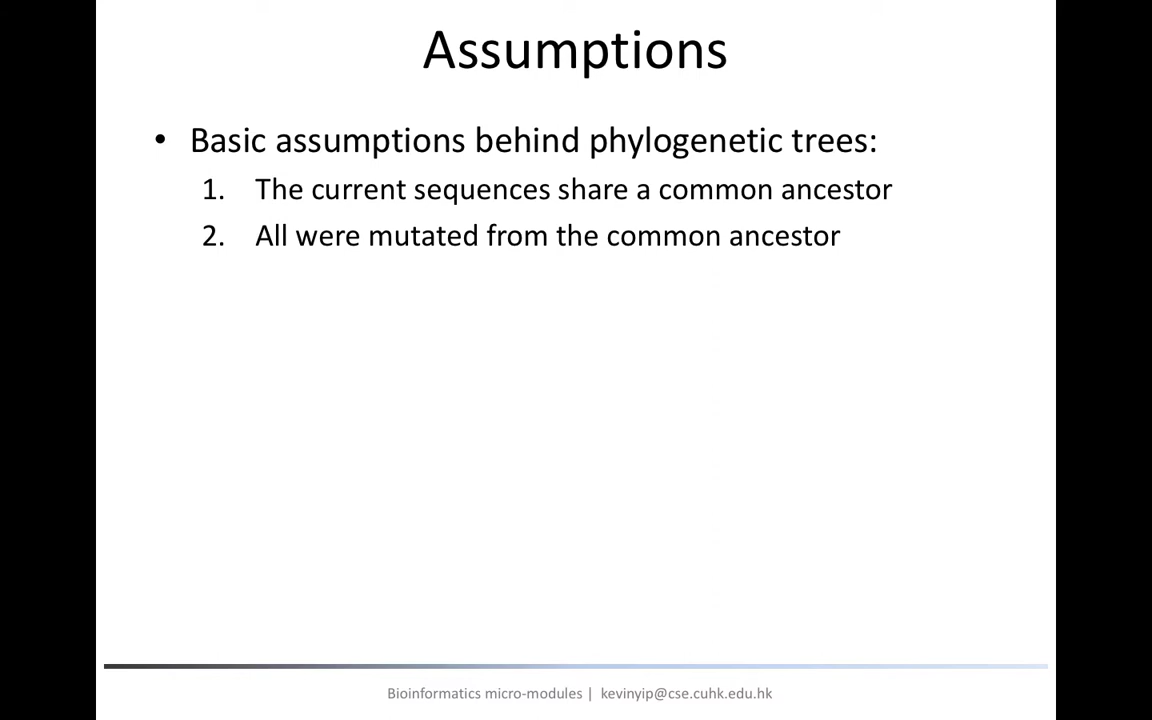 Assumptions
• Basic assumptions behind phylogenetic trees:
1. The current sequences share a common ancestor
2. All were mutated from the common ancestor
Bioinformatics micro-modules | kevinyip@cse.cuhk.edu.hk